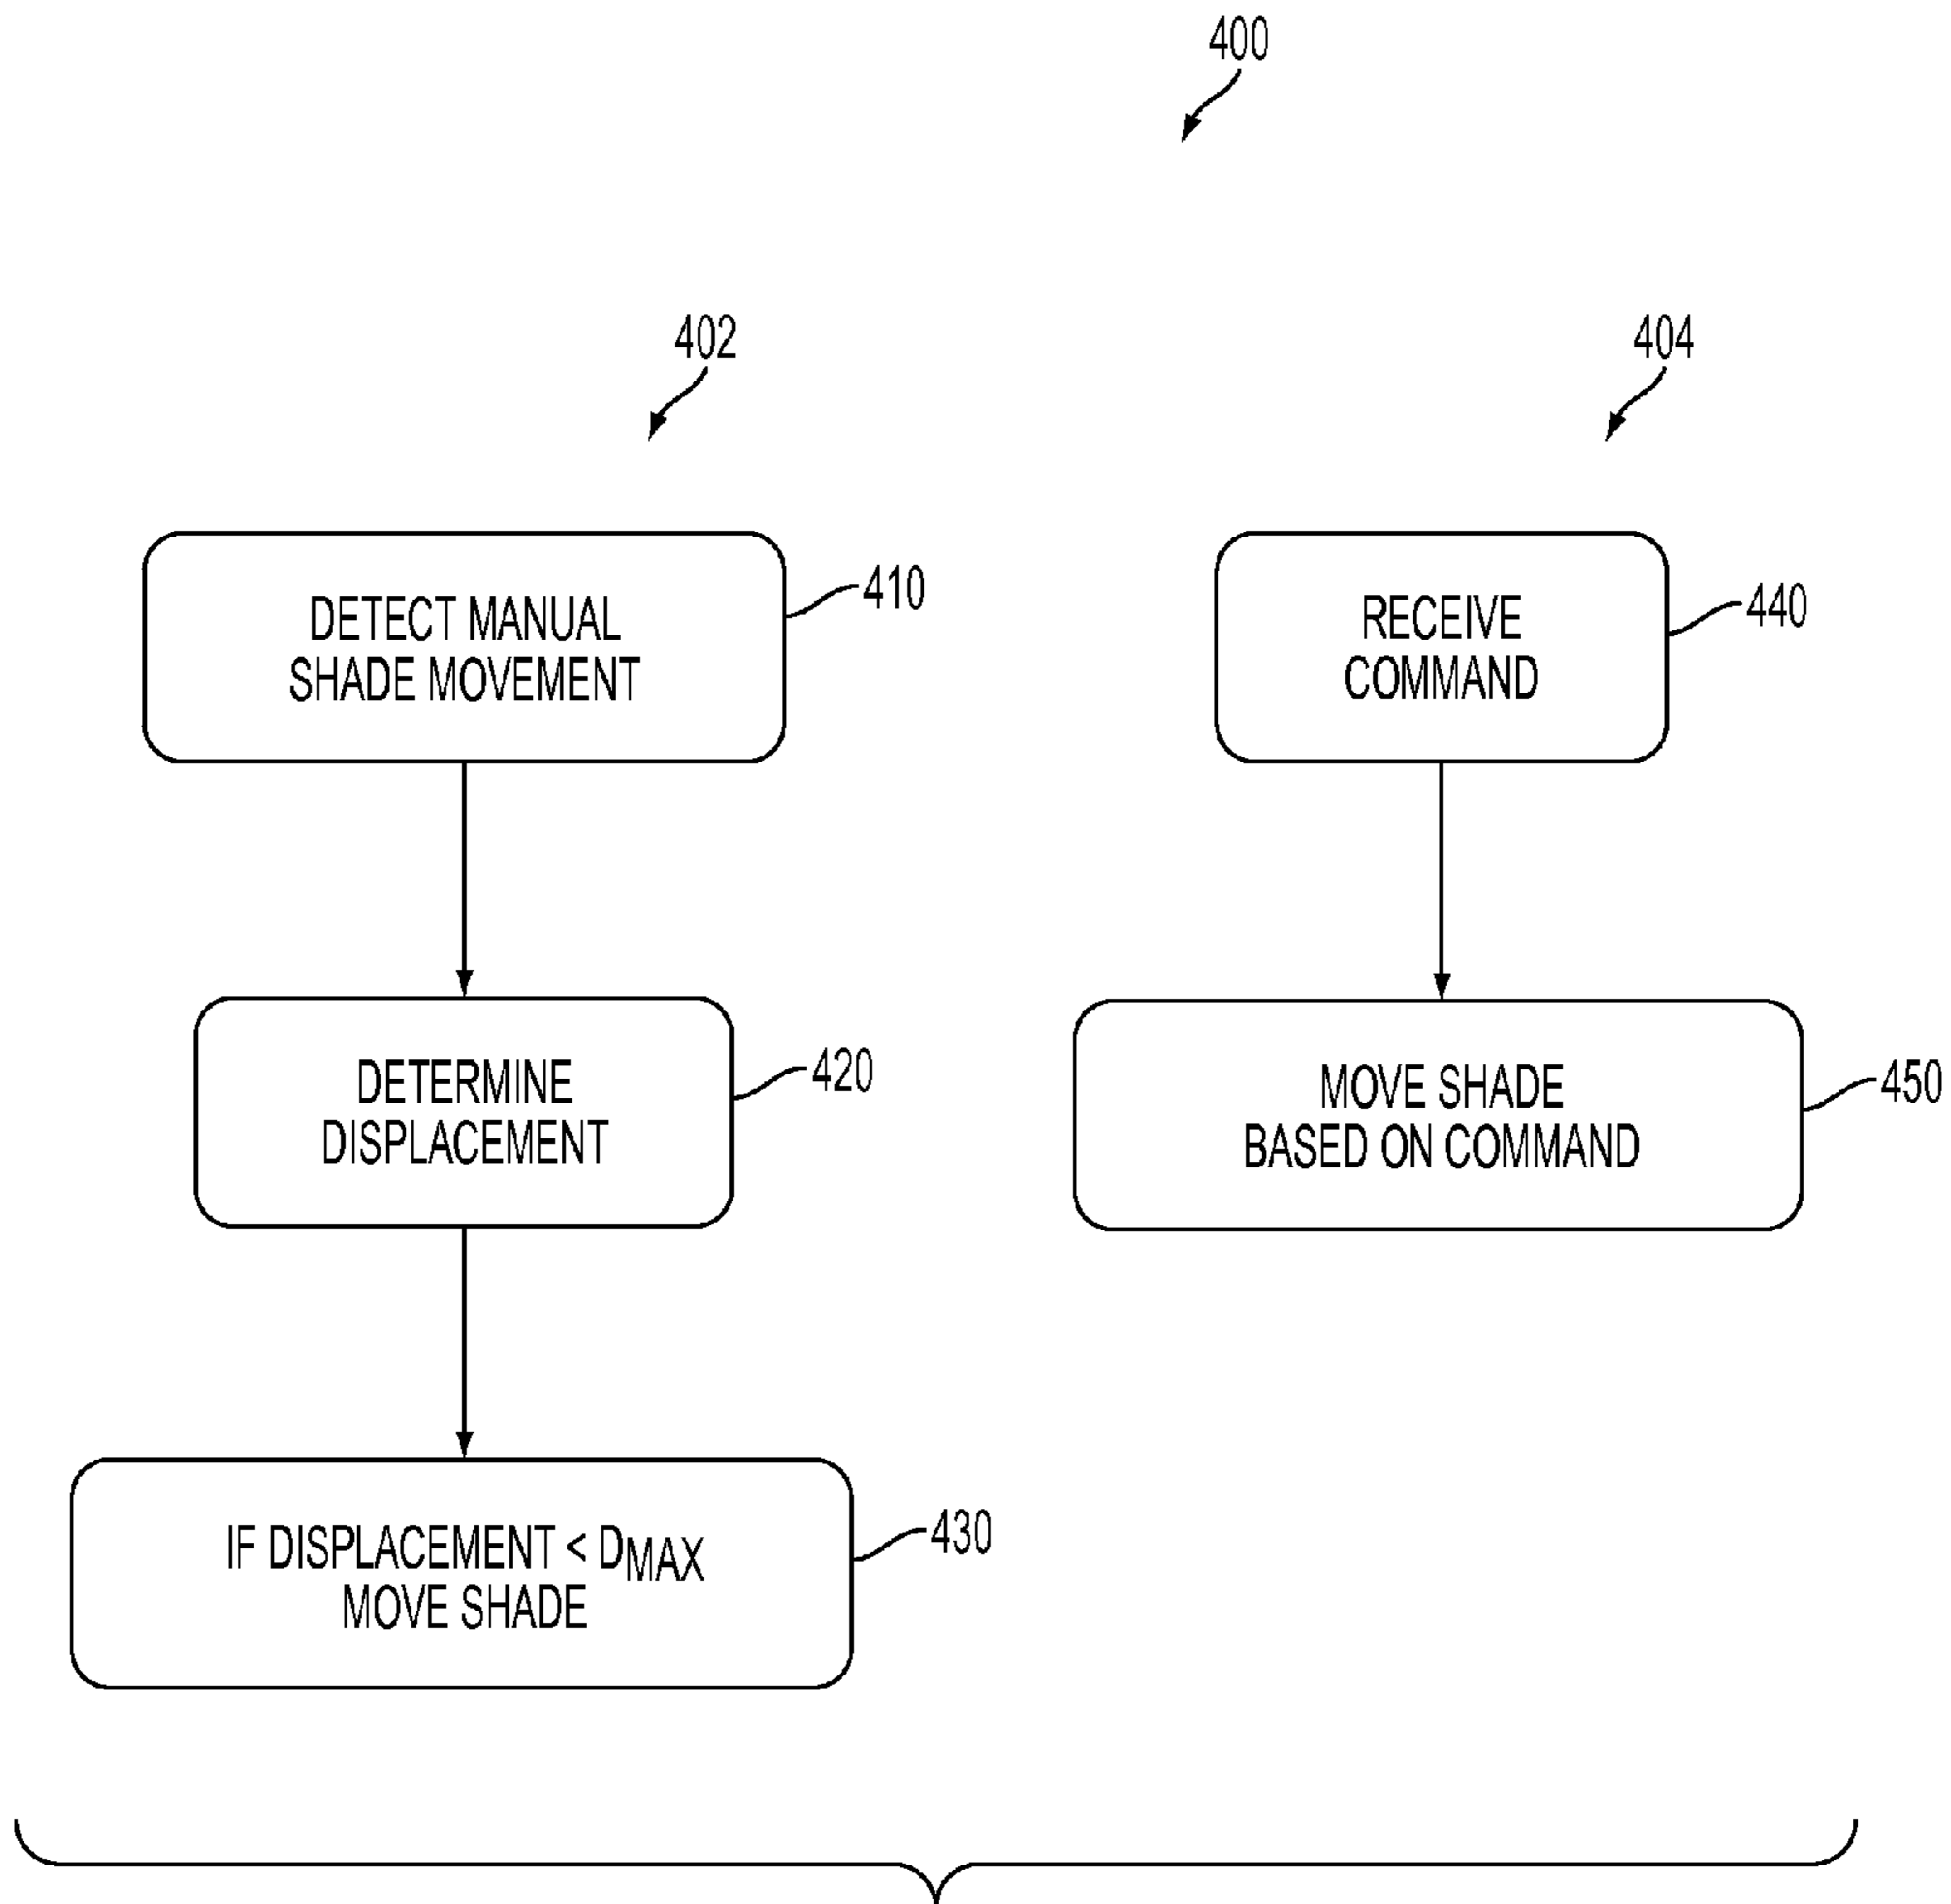 400
402
404
DETECT MANUAL
SHADE MOVEMENT
410
RECEIVE
COMMAND
440
DETERMINE
DISPLACEMENT
420
MOVE SHADE
BASED ON COMMAND
450
IF DISPLACEMENT < DMAX
MOVE SHADE
430